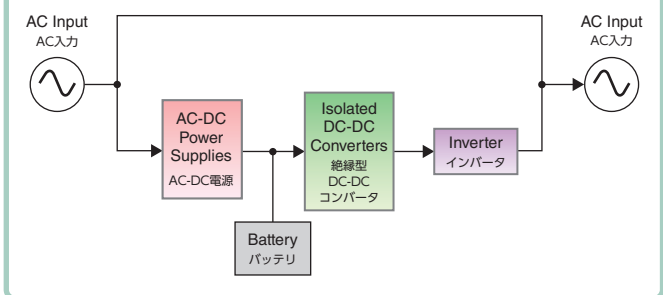 AC Input
AC入力
AC Input
AC入力
AC-DC
Power
Supplies
AC-DC電源
Isolated
DC-DC
Converters
絶縁型
DC-DC
コンバータ
Inverter
インバータ
Battery
バッテリ